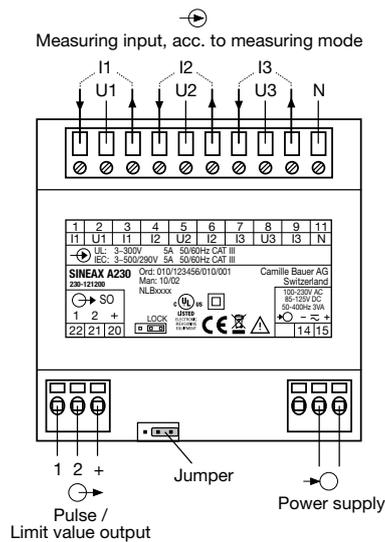 Measuring input, acc. to measuring mode
I1 I2 I3
U1 U2 U3 N
1 2 3 4 5 6 7 8 9 11
I1 U1 I1 I2 U2 I2 I3 U3 I3 N
UL: 3–300V 5A 50/60Hz CAT III
IEC: 3–500/290V 5A 50/60Hz CAT III
SINEAX A230
230-121200
Ord: 010/123456/010/001
Man: 10/02
NLBxxxx
Camille Bauer AG
Switzerland
100-230V AC
85-125V DC
50-400Hz 3VA
SO
1 2 +
22 21 20
LOCK
c UL us
LISTED
CE
– ~ +
14 15
1 2 +
Jumper
Pulse /
Limit value output
Power supply